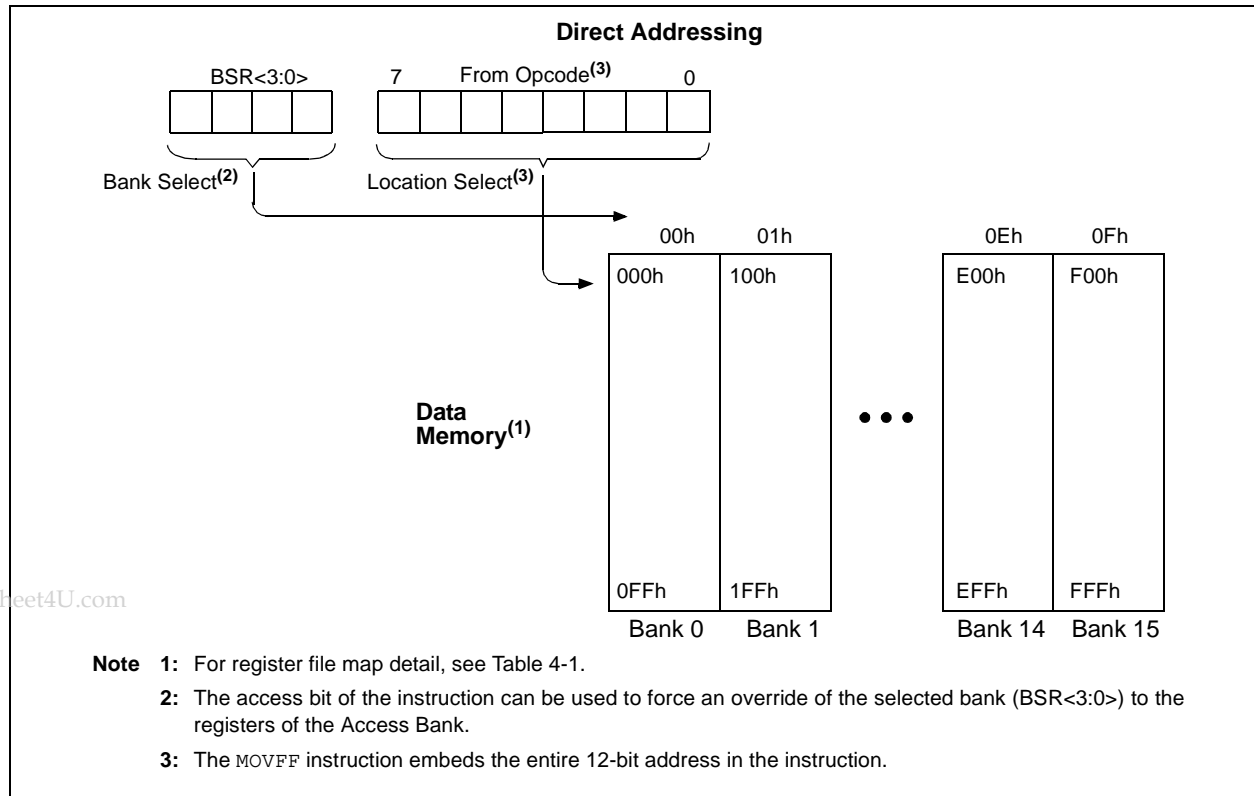 Direct Addressing
BSR<3:0>
7 From Opcode(3) 0
Bank Select(2)
Location Select(3)
00h 01h 0Eh 0Fh
000h 100h E00h F00h
Data
Memory(1)
0FFh 1FFh EFFh FFFh
heet4U.com
Bank 0 Bank 1 Bank 14 Bank 15
Note 1: For register file map detail, see Table 4-1.
2: The access bit of the instruction can be used to force an override of the selected bank (BSR<3:0>) to the
registers of the Access Bank.
3: The MOVFF instruction embeds the entire 12-bit address in the instruction.